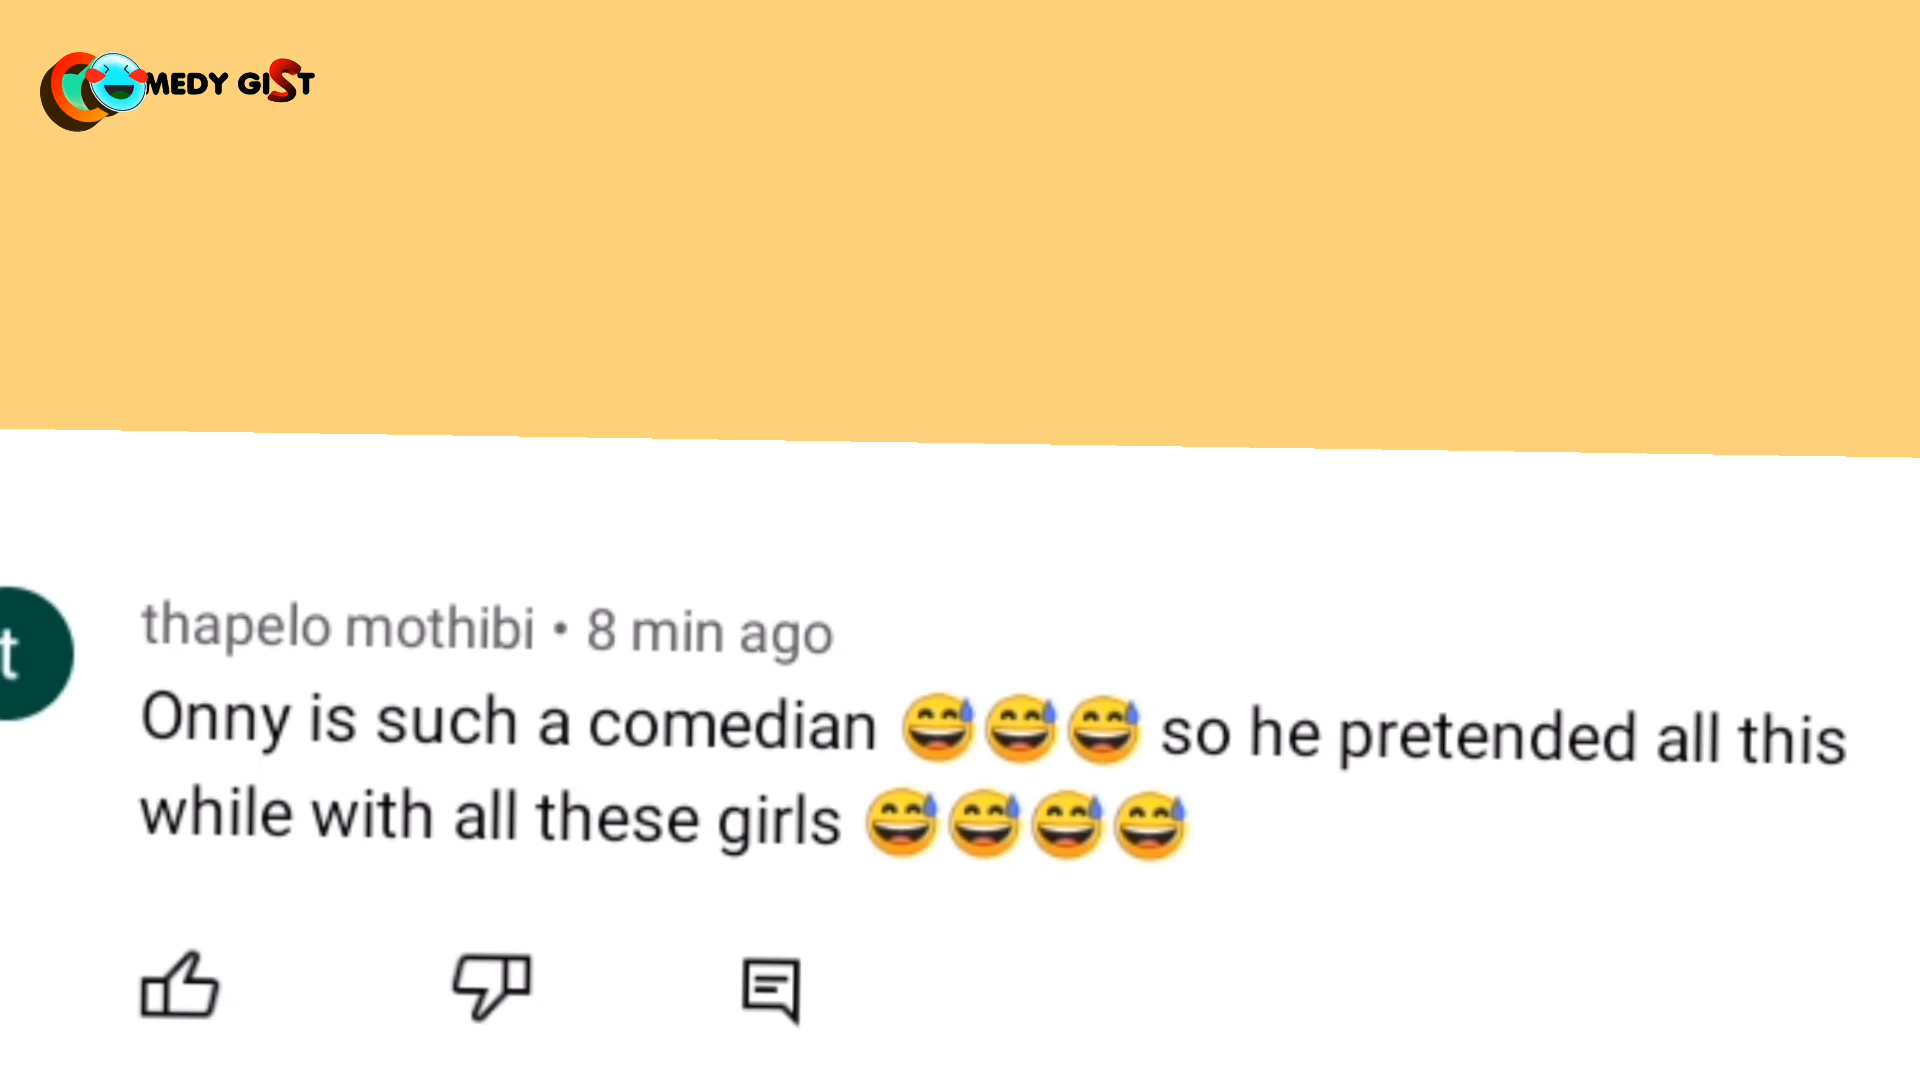 COMEDY GIST
t
thapelo mothibi • 8 min ago
Onny is such a comedian 😅😅😅 so he pretended all this
while with all these girls 😅😅😅😅